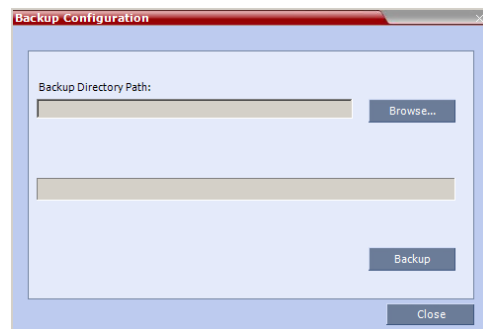 Backup Configuration
Backup Directory Path:
Browse...
Backup
Close